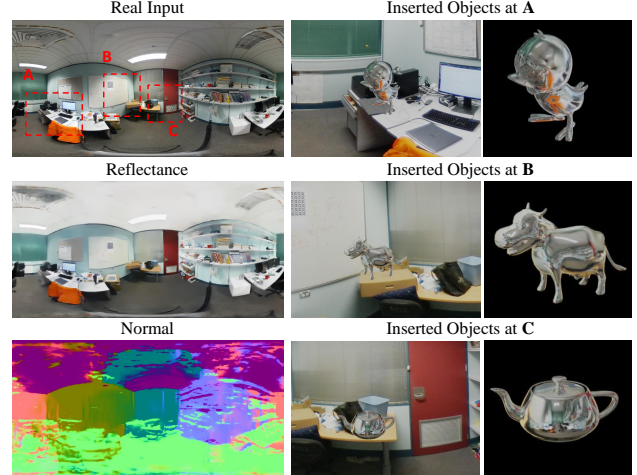 Real Input
Inserted Objects at A
A
B
C
Reflectance
Inserted Objects at B
Normal
Inserted Objects at C